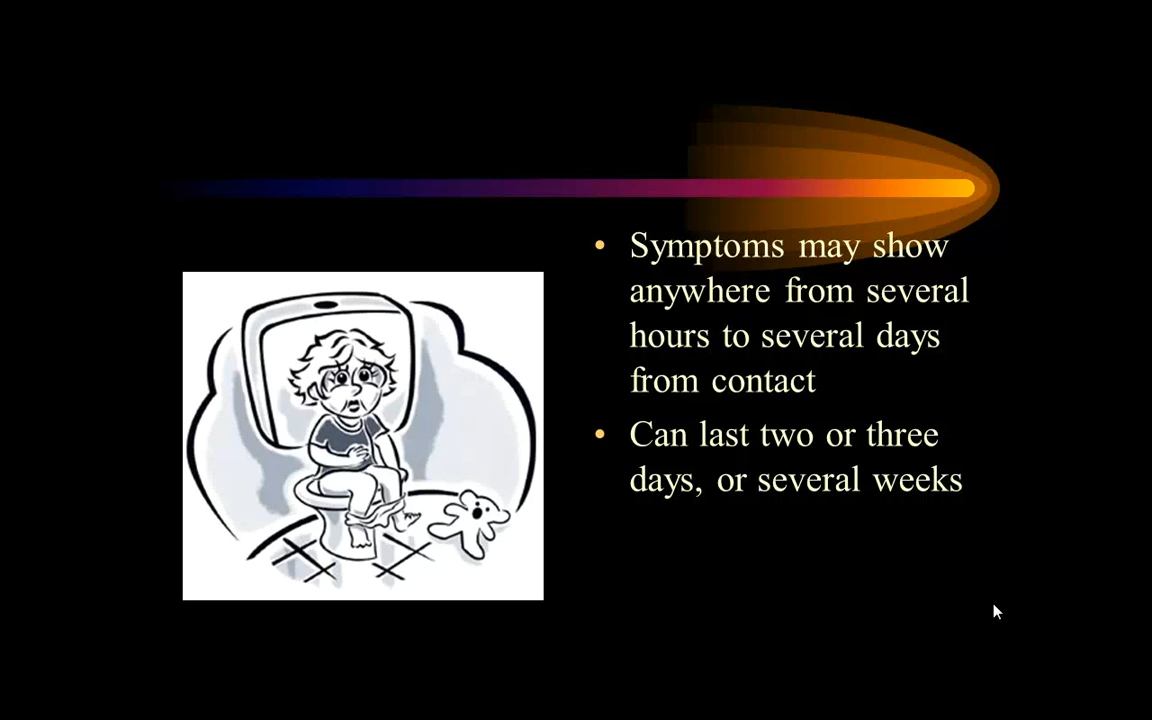 • Symptoms may show
anywhere from several
hours to several days
from contact
• Can last two or three
days, or several weeks